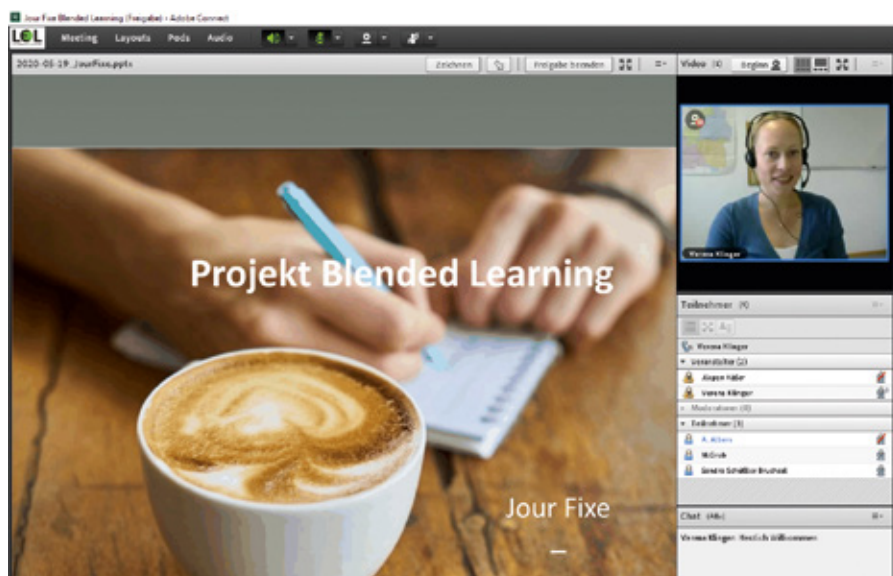 Jour Fixe Blended Learning (Freigabe) - Adobe Connect
LOL Meeting Layouts Pods Audio
2020-05-19_JourFixe.pptx
Zeichnen Freigabe beenden
Video Beginn
Verena Klinger
Projekt Blended Learning
Jour Fixe
–
Teilnehmer
Verena Klinger
Veranstalter (2)
Verena Klinger
Moderatoren (0)
Teilnehmer (3)
A. Albers
Chat (Alle)
Verena Klinger: Herzlich Willkommen